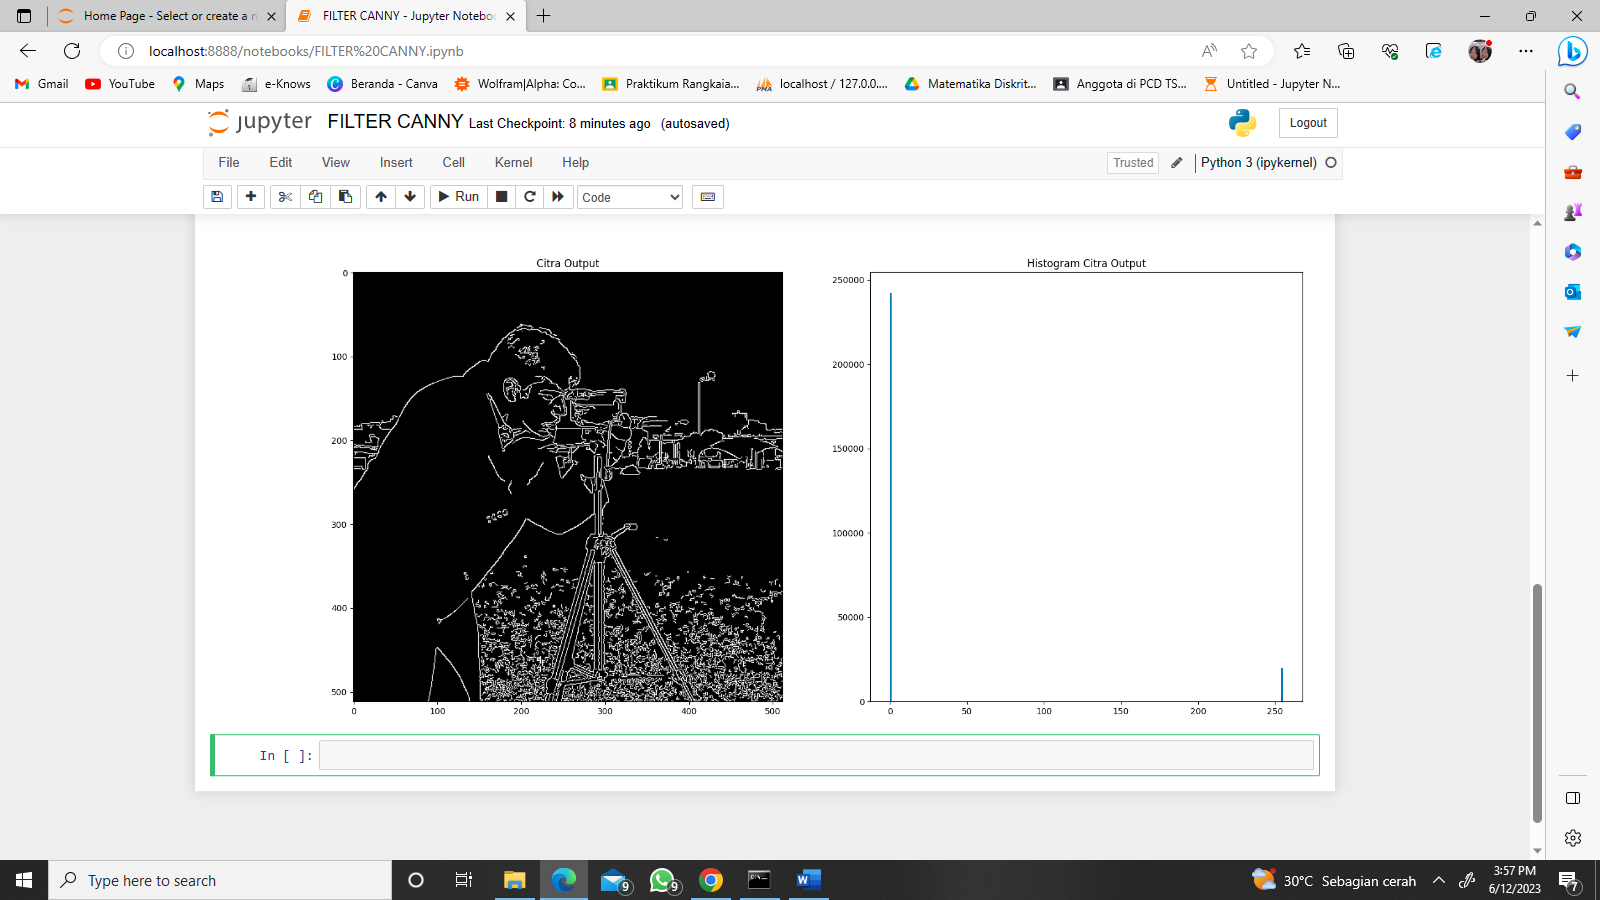 Home Page - Select or create a n
FILTER CANNY - Jupyter Noteboo
localhost:8888/notebooks/FILTER%20CANNY.ipynb
Gmail YouTube Maps e-Knows Beranda - Canva Wolfram|Alpha: Co... Praktikum Rangkaia... localhost / 127.0.0.... Matematika Diskrit... Anggota di PCD TS... Untitled - Jupyter N...
jupyter FILTER CANNY Last Checkpoint: 8 minutes ago (autosaved) Logout
File Edit View Insert Cell Kernel Help Trusted Python 3 (ipykernel)
Run Code
Citra Output
0
100
200
300
400
500
0 100 200 300 400 500
Histogram Citra Output
250000
200000
150000
100000
50000
0
0 50 100 150 200 250
In [ ]:
Type here to search
9
9
30°C Sebagian cerah
3:57 PM
6/12/2023
7